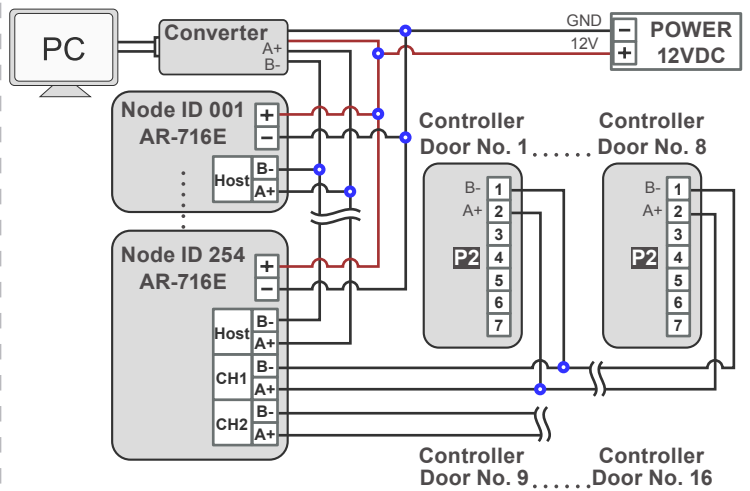 PC
Converter
A+
B-
GND
12V
− POWER
+ 12VDC
Node ID 001
AR-716E
+
−
Host
B-
A+
Node ID 254
AR-716E
+
−
Host
B-
A+
CH1
B-
A+
CH2
B-
A+
Controller
Door No. 1 . . . . . .
Controller
Door No. 8
B- 1
A+ 2
3
P2 4
5
6
7
B- 1
A+ 2
3
P2 4
5
6
7
Controller
Door No. 9 . . . . . .
Controller
Door No. 16